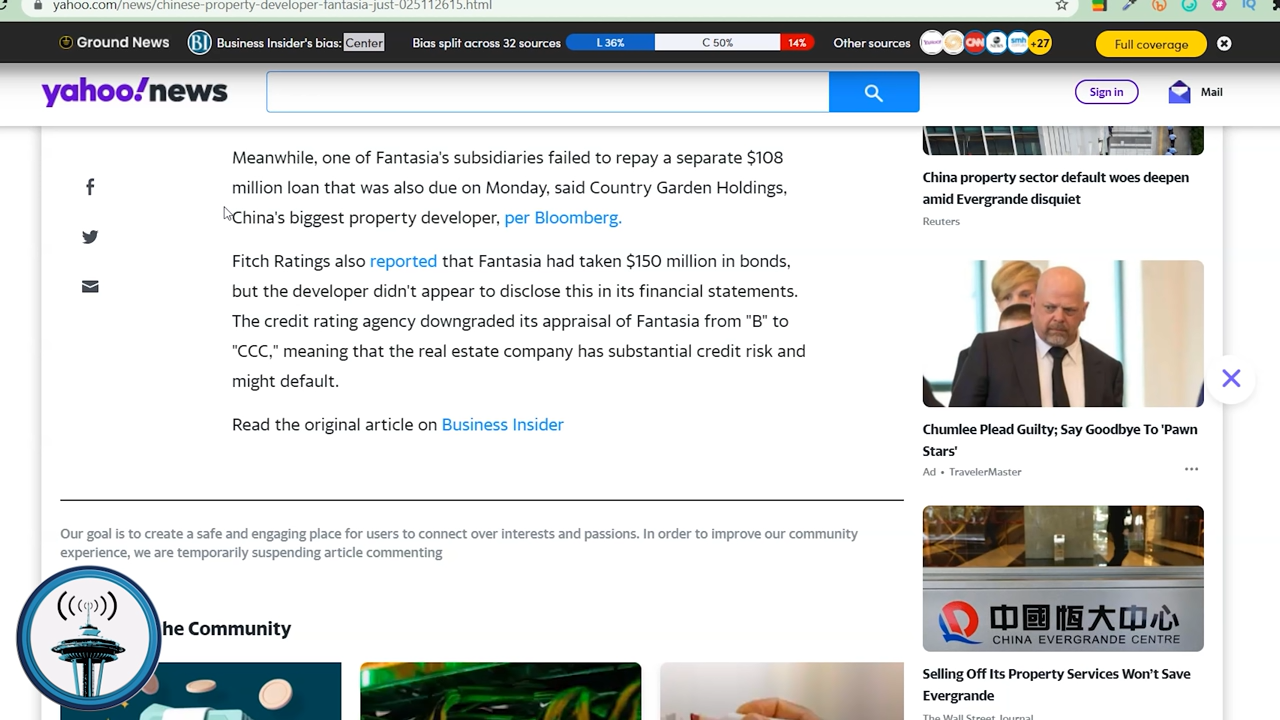 yahoo.com/news/chinese-property-developer-fantasia-just-025112615.html
Ground News
BI
Business Insider's bias: Center
Bias split across 32 sources
L 36%
C 50%
14%
Other sources
CNN
+27
Full coverage
yahoo!news
Sign in
Mail
Meanwhile, one of Fantasia's subsidiaries failed to repay a separate $108
million loan that was also due on Monday, said Country Garden Holdings,
China's biggest property developer, per Bloomberg.
Fitch Ratings also reported that Fantasia had taken $150 million in bonds,
but the developer didn't appear to disclose this in its financial statements.
The credit rating agency downgraded its appraisal of Fantasia from "B" to
"CCC," meaning that the real estate company has substantial credit risk and
might default.
Read the original article on Business Insider
Our goal is to create a safe and engaging place for users to connect over interests and passions. In order to improve our community
experience, we are temporarily suspending article commenting
he Community
China property sector default woes deepen
amid Evergrande disquiet
Reuters
Chumlee Plead Guilty; Say Goodbye To 'Pawn
Stars'
Ad • TravelerMaster
中國恆大中心
CHINA EVERGRANDE CENTRE
Selling Off Its Property Services Won't Save
Evergrande
The Wall Street Journal